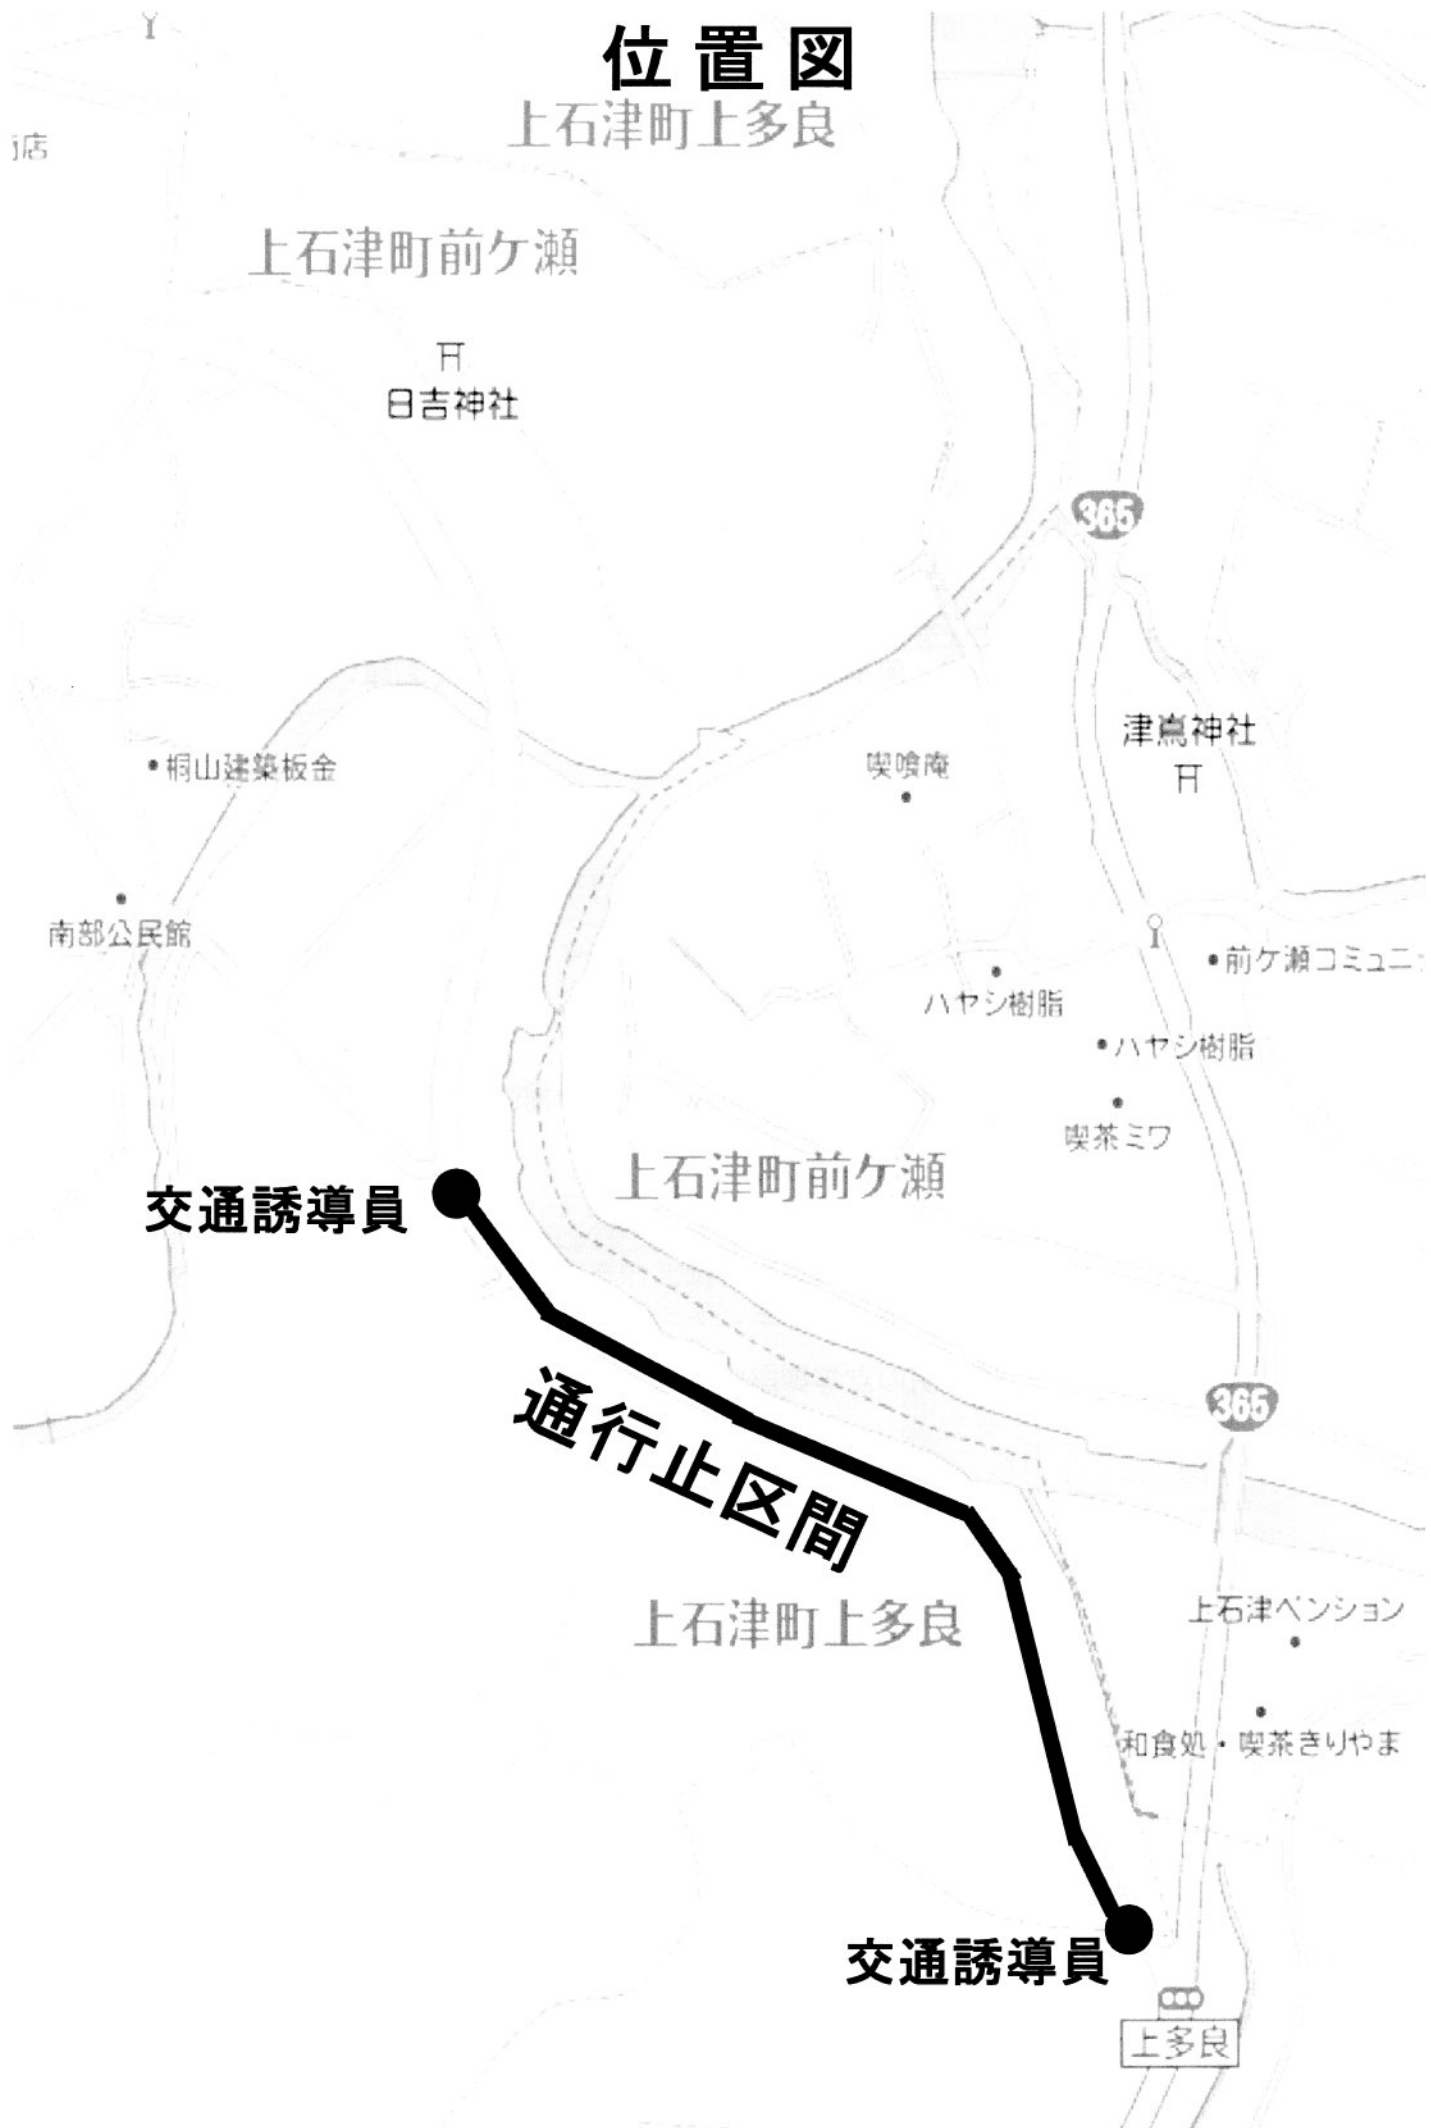 位置図
上石津町上多良
店
上石津町前ケ瀬
日吉神社
365
津嶌神社
桐山建築板金
喫喰庵
南部公民館
前ケ瀬コミュニ
ハヤシ樹脂
ハヤシ樹脂
喫茶ミワ
上石津町前ケ瀬
交通誘導員
365
通行止区間
上石津ペンション
上石津町上多良
和食処・喫茶きりやま
交通誘導員
上多良